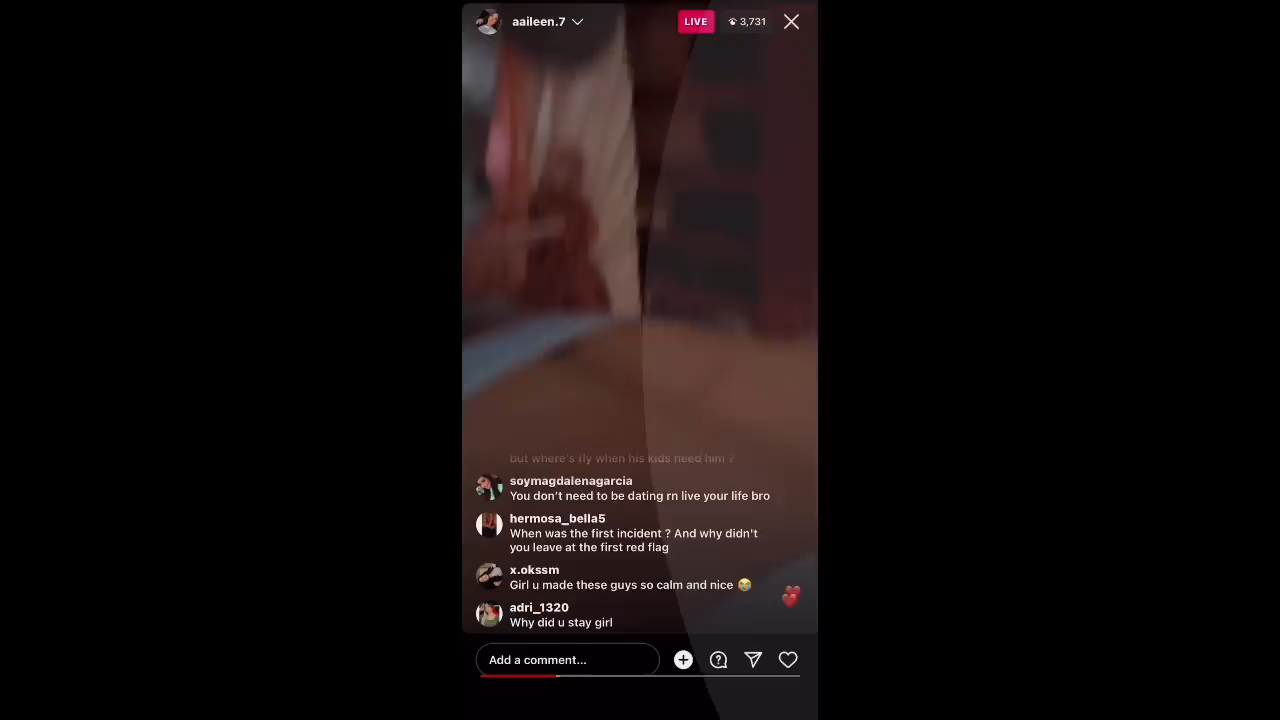 aaileen.7
LIVE
3,731
but where's fly when his kids need him ?
soymagdalenagarcia
You don't need to be dating rn live your life bro
hermosa_bella5
When was the first incident ? And why didn't
you leave at the first red flag
x.okssm
Girl u made these guys so calm and nice 😭
adri_1320
Why did u stay girl
Add a comment...